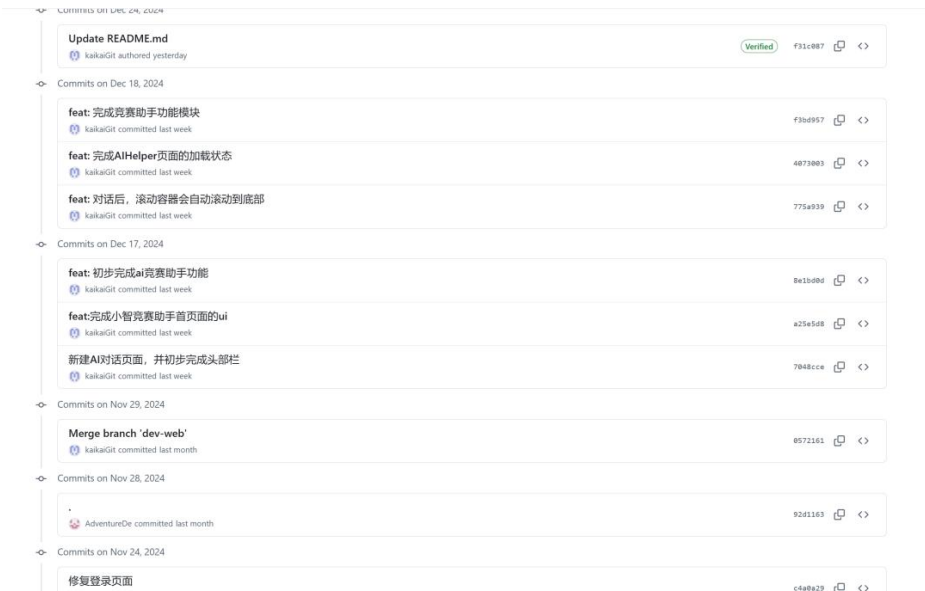 Commits on Dec 24, 2024
Update README.md
kaikaiGit authored yesterday
Verified
f31c087
Commits on Dec 18, 2024
feat: 完成竞赛助手功能模块
kaikaiGit committed last week
f3bd957
feat: 完成AIHelper页面的加载状态
kaikaiGit committed last week
4073003
feat: 对话后，滚动容器会自动滚动到底部
kaikaiGit committed last week
775a939
Commits on Dec 17, 2024
feat: 初步完成ai竞赛助手功能
kaikaiGit committed last week
8e1bd0d
feat:完成小智竞赛助手首页面的ui
kaikaiGit committed last week
a25e5d8
新建AI对话页面，并初步完成头部栏
kaikaiGit committed last week
7048cce
Commits on Nov 29, 2024
Merge branch 'dev-web'
kaikaiGit committed last month
0572161
Commits on Nov 28, 2024
.
AdventureDe committed last month
92d1163
Commits on Nov 24, 2024
修复登录页面
c4a0a29